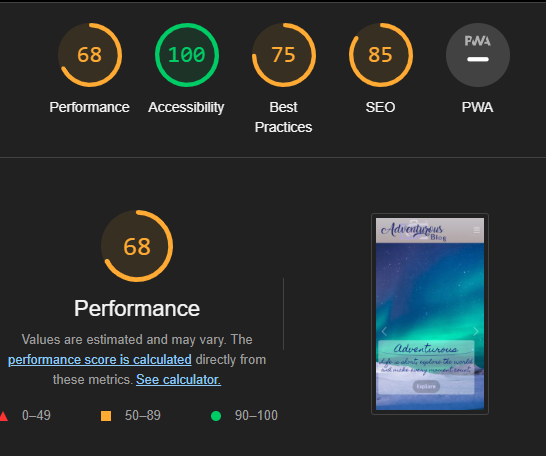 68
100
75
85
PWA
Performance
Accessibility
Best
Practices
SEO
PWA
68
Performance
Values are estimated and may vary. The
performance score is calculated directly from
these metrics. See calculator.
0–49
50–89
90–100
Adventurous
Blog
Adventurous
Life is short, explore the world
and make every moment count
Explore